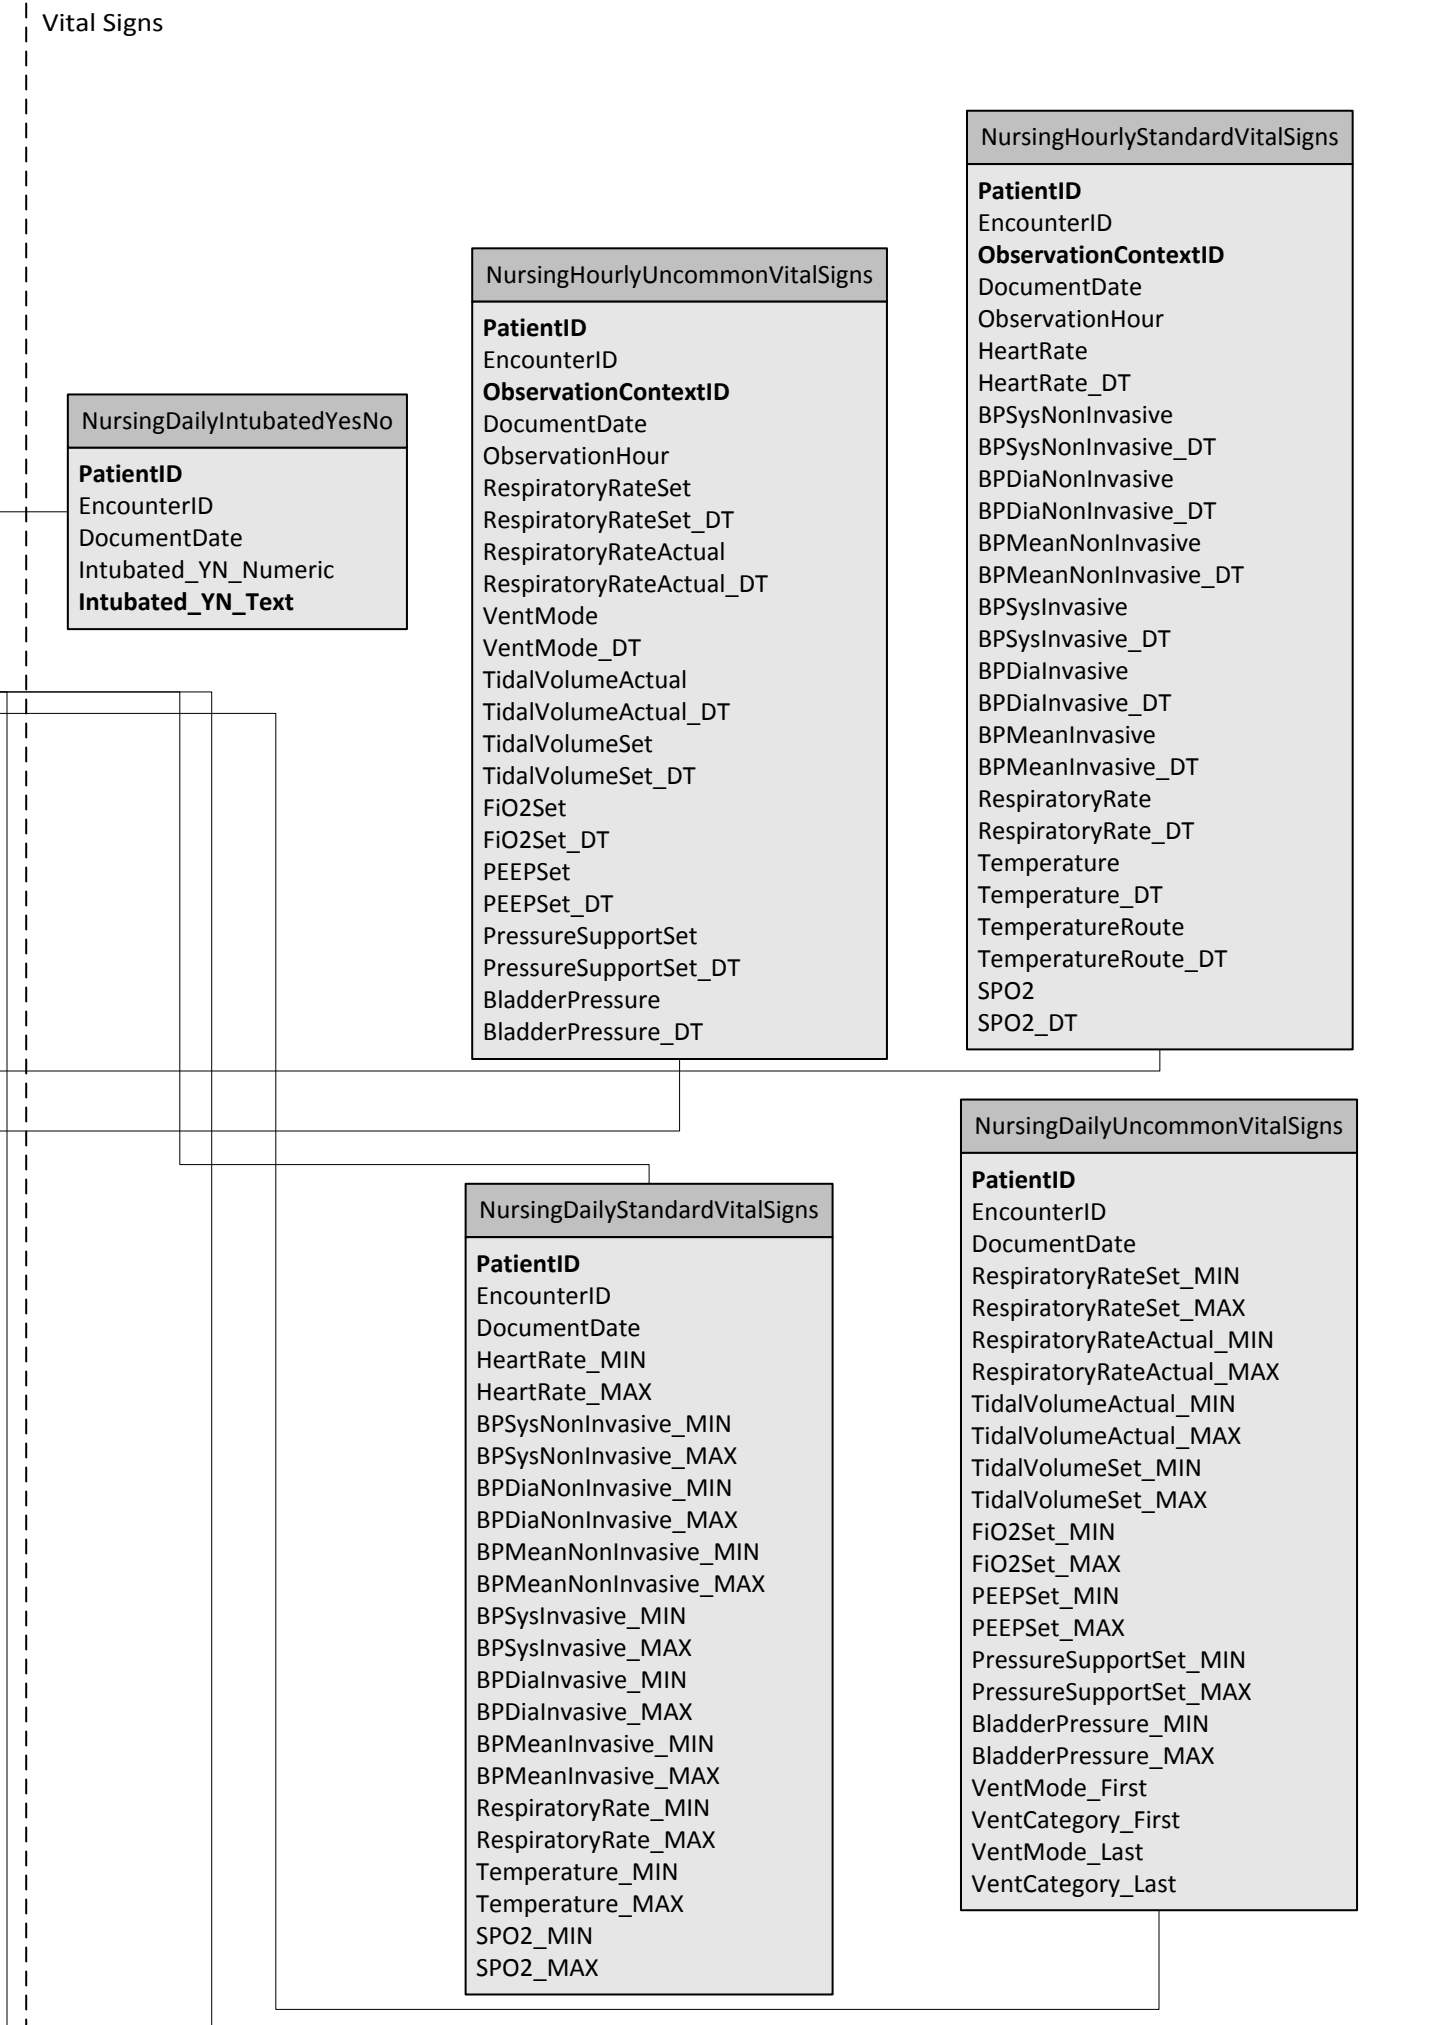 Vital Signs
NursingDailyIntubatedYesNo
PatientID
EncounterID
DocumentDate
Intubated_YN_Numeric
Intubated_YN_Text
NursingHourlyUncommonVitalSigns
PatientID
EncounterID
ObservationContextID
DocumentDate
ObservationHour
RespiratoryRateSet
RespiratoryRateSet_DT
RespiratoryRateActual
RespiratoryRateActual_DT
VentMode
VentMode_DT
TidalVolumeActual
TidalVolumeActual_DT
TidalVolumeSet
TidalVolumeSet_DT
FiO2Set
FiO2Set_DT
PEEPSet
PEEPSet_DT
PressureSupportSet
PressureSupportSet_DT
BladderPressure
BladderPressure_DT
NursingHourlyStandardVitalSigns
PatientID
EncounterID
ObservationContextID
DocumentDate
ObservationHour
HeartRate
HeartRate_DT
BPSysNonInvasive
BPSysNonInvasive_DT
BPDiaNonInvasive
BPDiaNonInvasive_DT
BPMeanNonInvasive
BPMeanNonInvasive_DT
BPSysInvasive
BPSysInvasive_DT
BPDiaInvasive
BPDiaInvasive_DT
BPMeanInvasive
BPMeanInvasive_DT
RespiratoryRate
RespiratoryRate_DT
Temperature
Temperature_DT
TemperatureRoute
TemperatureRoute_DT
SPO2
SPO2_DT
NursingDailyStandardVitalSigns
PatientID
EncounterID
DocumentDate
HeartRate_MIN
HeartRate_MAX
BPSysNonInvasive_MIN
BPSysNonInvasive_MAX
BPDiaNonInvasive_MIN
BPDiaNonInvasive_MAX
BPMeanNonInvasive_MIN
BPMeanNonInvasive_MAX
BPSysInvasive_MIN
BPSysInvasive_MAX
BPDiaInvasive_MIN
BPDiaInvasive_MAX
BPMeanInvasive_MIN
BPMeanInvasive_MAX
RespiratoryRate_MIN
RespiratoryRate_MAX
Temperature_MIN
Temperature_MAX
SPO2_MIN
SPO2_MAX
NursingDailyUncommonVitalSigns
PatientID
EncounterID
DocumentDate
RespiratoryRateSet_MIN
RespiratoryRateSet_MAX
RespiratoryRateActual_MIN
RespiratoryRateActual_MAX
TidalVolumeActual_MIN
TidalVolumeActual_MAX
TidalVolumeSet_MIN
TidalVolumeSet_MAX
FiO2Set_MIN
FiO2Set_MAX
PEEPSet_MIN
PEEPSet_MAX
PressureSupportSet_MIN
PressureSupportSet_MAX
BladderPressure_MIN
BladderPressure_MAX
VentMode_First
VentCategory_First
VentMode_Last
VentCategory_Last